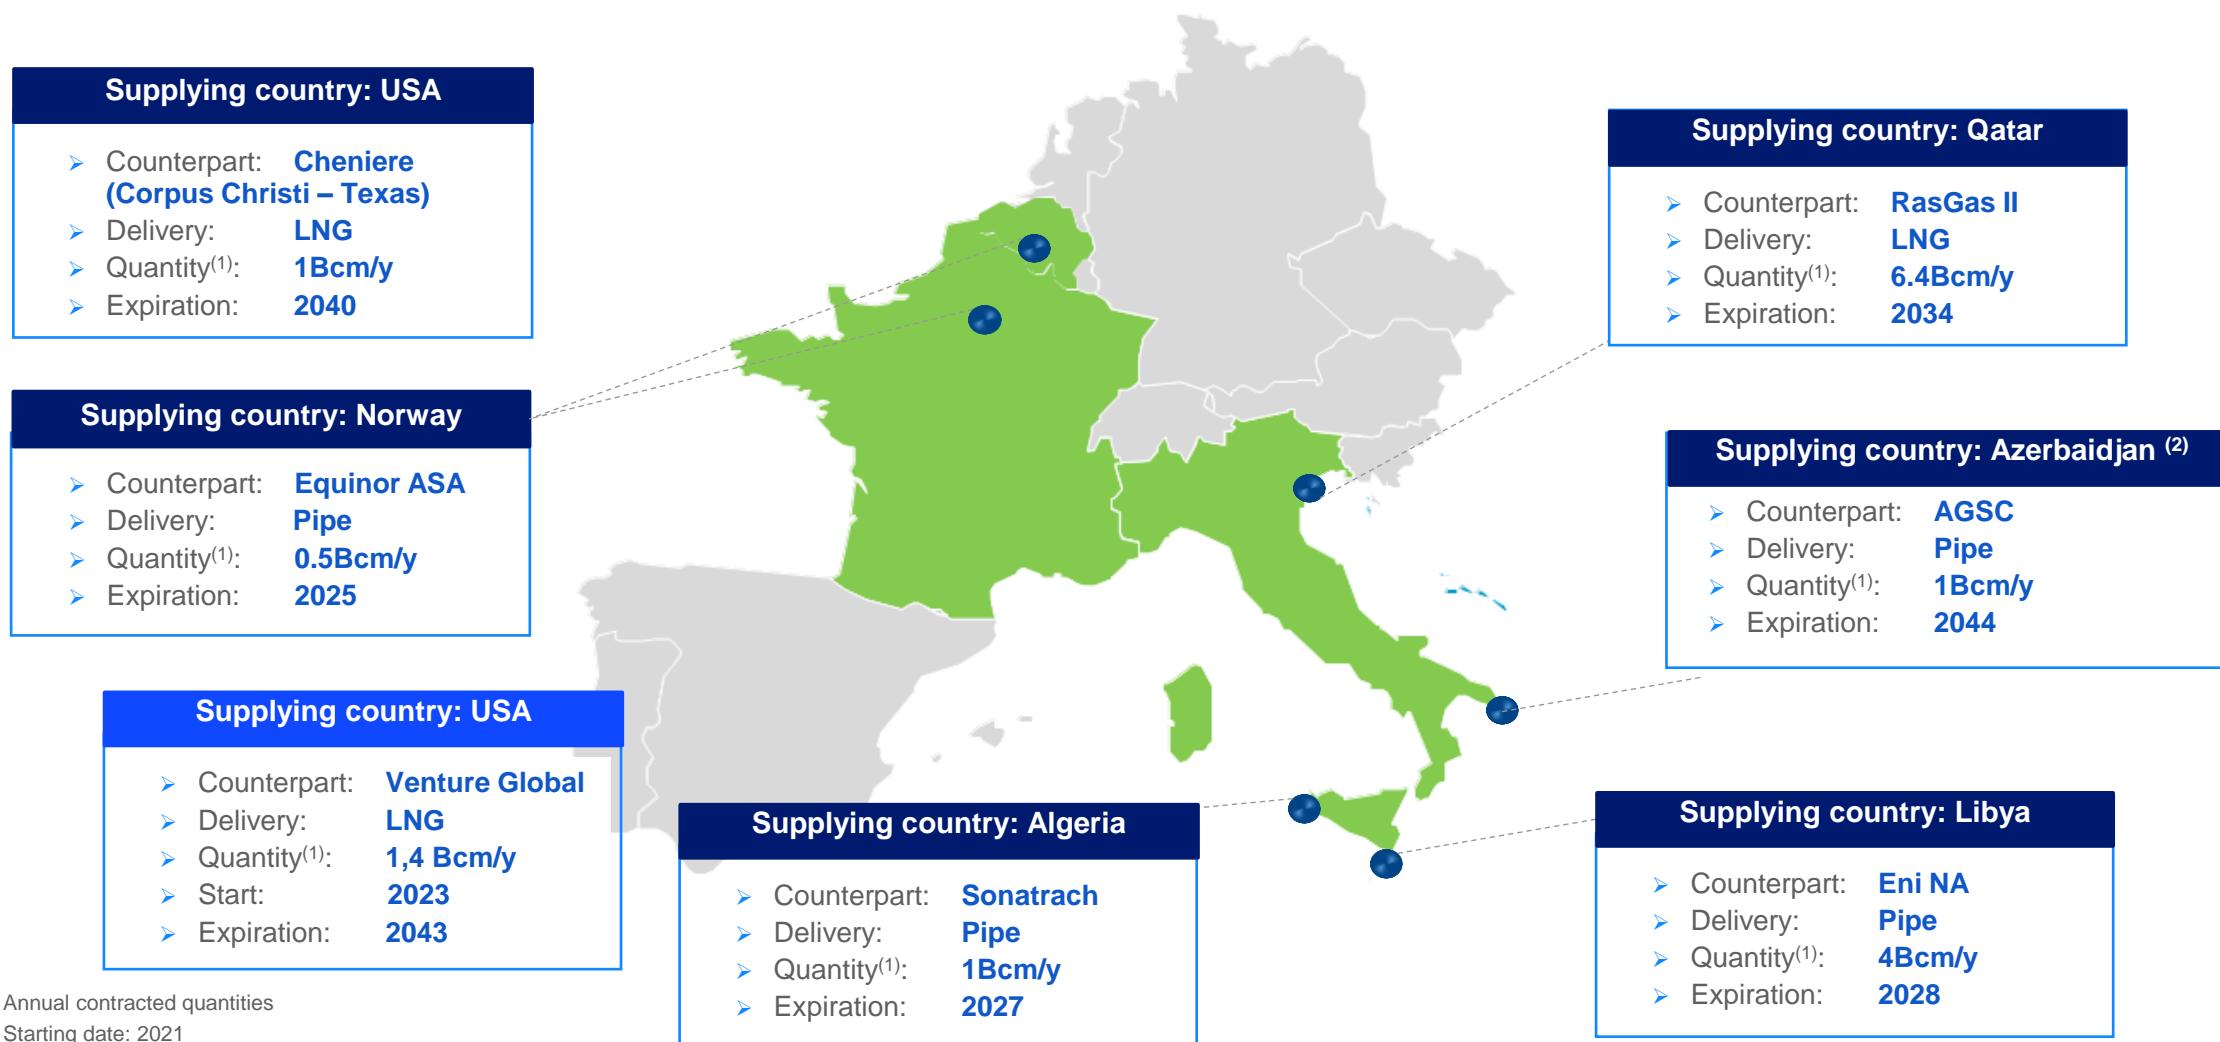 Supplying country: USA
➢ Counterpart: Cheniere
(Corpus Christi – Texas)
➢ Delivery: LNG
➢ Quantity(1): 1Bcm/y
➢ Expiration: 2040
Supplying country: Norway
➢ Counterpart: Equinor ASA
➢ Delivery: Pipe
➢ Quantity(1): 0.5Bcm/y
➢ Expiration: 2025
Supplying country: USA
➢ Counterpart: Venture Global
➢ Delivery: LNG
➢ Quantity(1): 1,4 Bcm/y
➢ Start: 2023
➢ Expiration: 2043
Supplying country: Algeria
➢ Counterpart: Sonatrach
➢ Delivery: Pipe
➢ Quantity(1): 1Bcm/y
➢ Expiration: 2027
Supplying country: Qatar
➢ Counterpart: RasGas II
➢ Delivery: LNG
➢ Quantity(1): 6.4Bcm/y
➢ Expiration: 2034
Supplying country: Azerbaidjan (2)
➢ Counterpart: AGSC
➢ Delivery: Pipe
➢ Quantity(1): 1Bcm/y
➢ Expiration: 2044
Supplying country: Libya
➢ Counterpart: Eni NA
➢ Delivery: Pipe
➢ Quantity(1): 4Bcm/y
➢ Expiration: 2028
Annual contracted quantities
Starting date: 2021